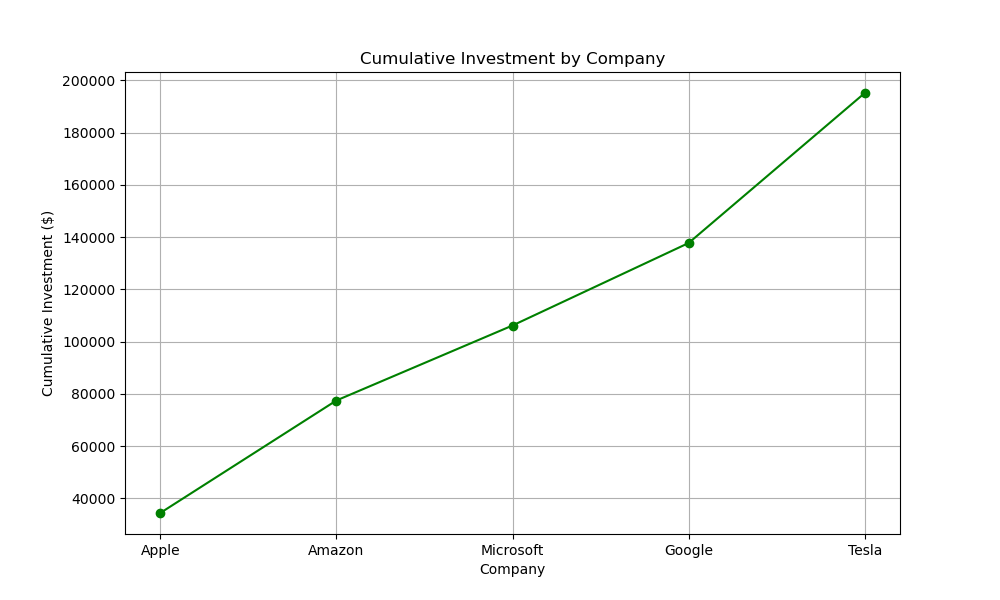 Cumulative Investment by Company
200000
180000
160000
140000
120000
100000
80000
60000
40000
Cumulative Investment ($)
Apple Amazon Microsoft Google Tesla
Company